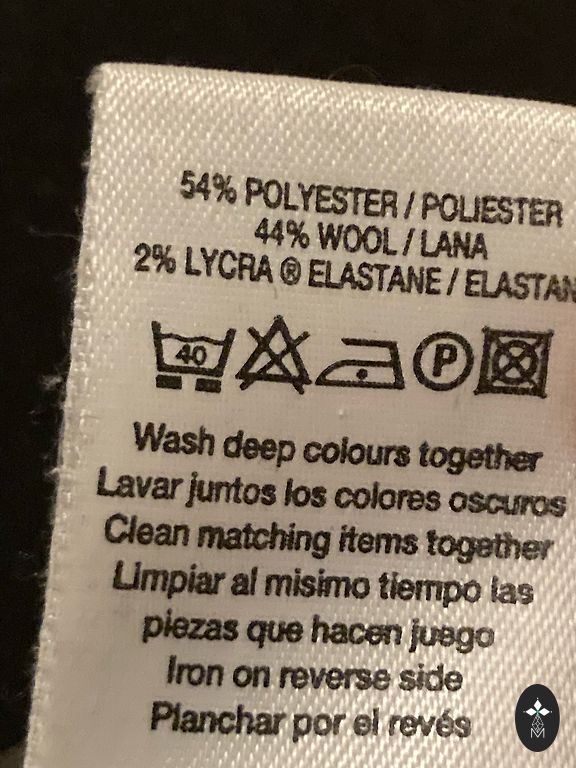 54% POLYESTER / POLIESTER
44% WOOL / LANA
2% LYCRA ® ELASTANE / ELASTAN
40 P
Wash deep colours together
Lavar juntos los colores oscuros
Clean matching items together
Limpiar al misimo tiempo las
piezas que hacen juego
Iron on reverse side
Planchar por el revés
M